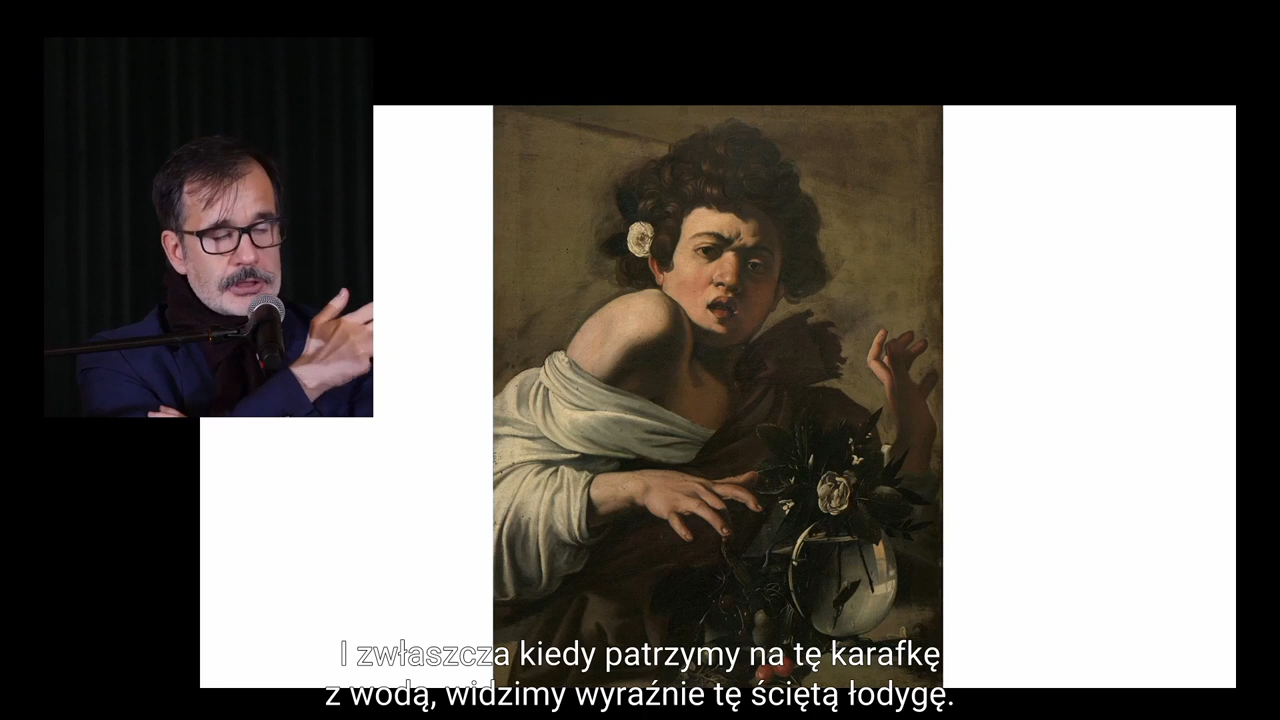 I zwłaszcza kiedy patrzymy na tę karafkę
z wodą, widzimy wyraźnie tę ściętą łodygę.